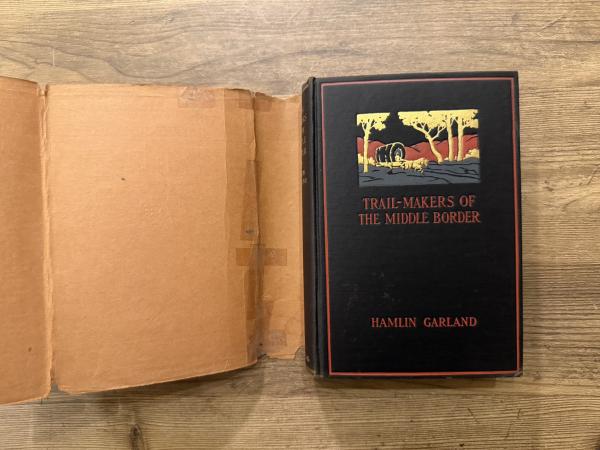 TRAIL-MAKERS OF
THE MIDDLE BORDER
HAMLIN GARLAND